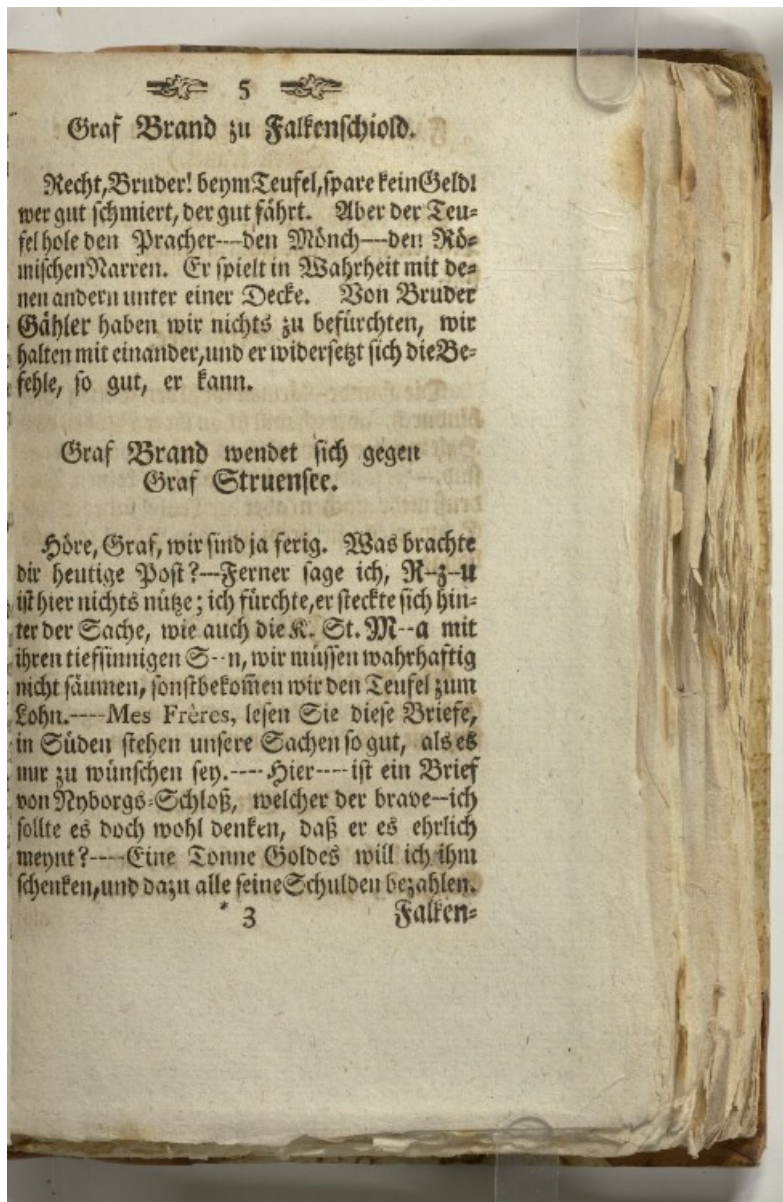 5
Graf Brand zu Falkenschiold.
Recht, Bruder! beym Teufel, spare kein Geld!
wer gut schmiert, der gut fährt. Aber der Teu=
fel hole den Pracher---den Mönch---den Rö=
mischen Narren. Er spielt in Wahrheit mit de=
nen andern unter einer Decke. Von Bruder
Gähler haben wir nichts zu befürchten, wir
halten mit einander, und er widersetzt sich die Be=
fehle, so gut, er kann.
Graf Brand wendet sich gegen
Graf Struensee.
Höre, Graf, wir sind ja ferig. Was brachte
dir heutige Post?---Ferner sage ich, R--z--u
ist hier nichts nütze; ich fürchte, er steckte sich hin=
ter der Sache, wie auch die K. St. M--a mit
ihren tiefsinnigen S--n, wir müssen wahrhaftig
nicht säumen, sonst bekom̃en wir den Teufel zum
Lohn.----Mes Frères, lesen Sie diese Briefe,
in Süden stehen unsere Sachen so gut, als es
nur zu wünschen sey.----Hier----ist ein Brief
von Nyborgs=Schloß, welcher der brave--ich
sollte es doch wohl denken, daß er es ehrlich
meynt?----Eine Tonne Goldes will ich ihm
schenken, und dazu alle seine Schulden bezahlen.
* 3 Falken=